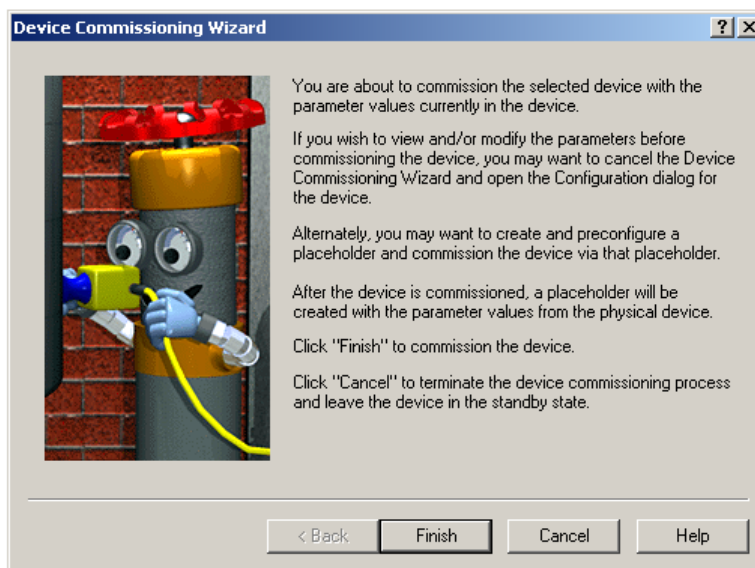 Device Commissioning Wizard
You are about to commission the selected device with the
parameter values currently in the device.
If you wish to view and/or modify the parameters before
commissioning the device, you may want to cancel the Device
Commissioning Wizard and open the Configuration dialog for
the device.
Alternately, you may want to create and preconfigure a
placeholder and commission the device via that placeholder.
After the device is commissioned, a placeholder will be
created with the parameter values from the physical device.
Click "Finish" to commission the device.
Click "Cancel" to terminate the device commissioning process
and leave the device in the standby state.
< Back
Finish
Cancel
Help